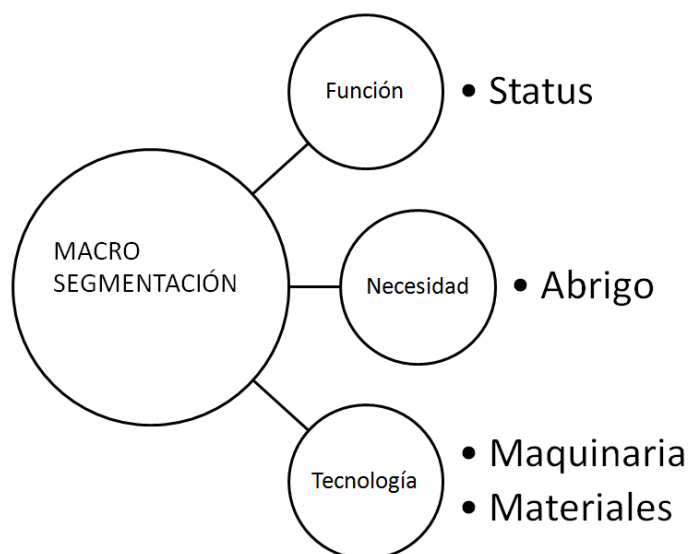 Función
• Status
MACRO
SEGMENTACIÓN
Necesidad
• Abrigo
Tecnología
• Maquinaria
• Materiales